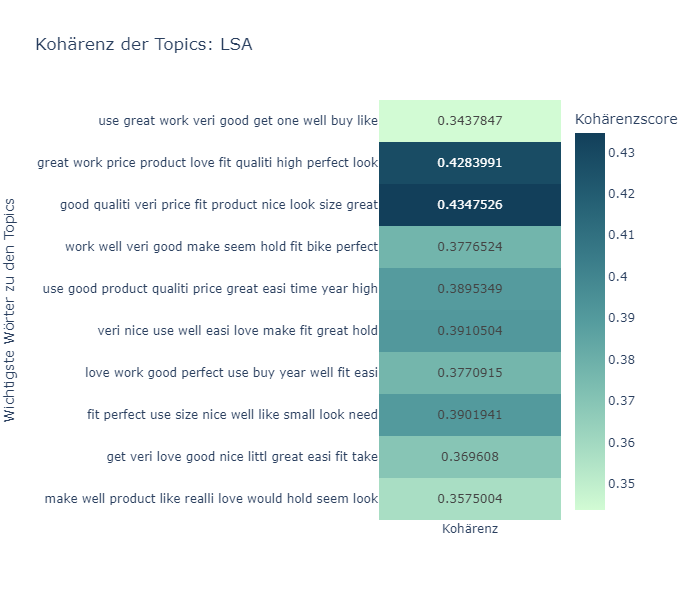 Kohärenz der Topics: LSA
Kohärenzscore
Wichtigste Wörter zu den Topics
use great work veri good get one well buy like 0.3437847
great work price product love fit qualiti high perfect look 0.4283991
good qualiti veri price fit product nice look size great 0.4347526
work well veri good make seem hold fit bike perfect 0.3776524
use good product qualiti price great easi time year high 0.3895349
veri nice use well easi love make fit great hold 0.3910504
love work good perfect use buy year well fit easi 0.3770915
fit perfect use size nice well like small look need 0.3901941
get veri love good nice littl great easi fit take 0.369608
make well product like realli love would hold seem look 0.3575004
Kohärenz
0.43
0.42
0.41
0.4
0.39
0.38
0.37
0.36
0.35